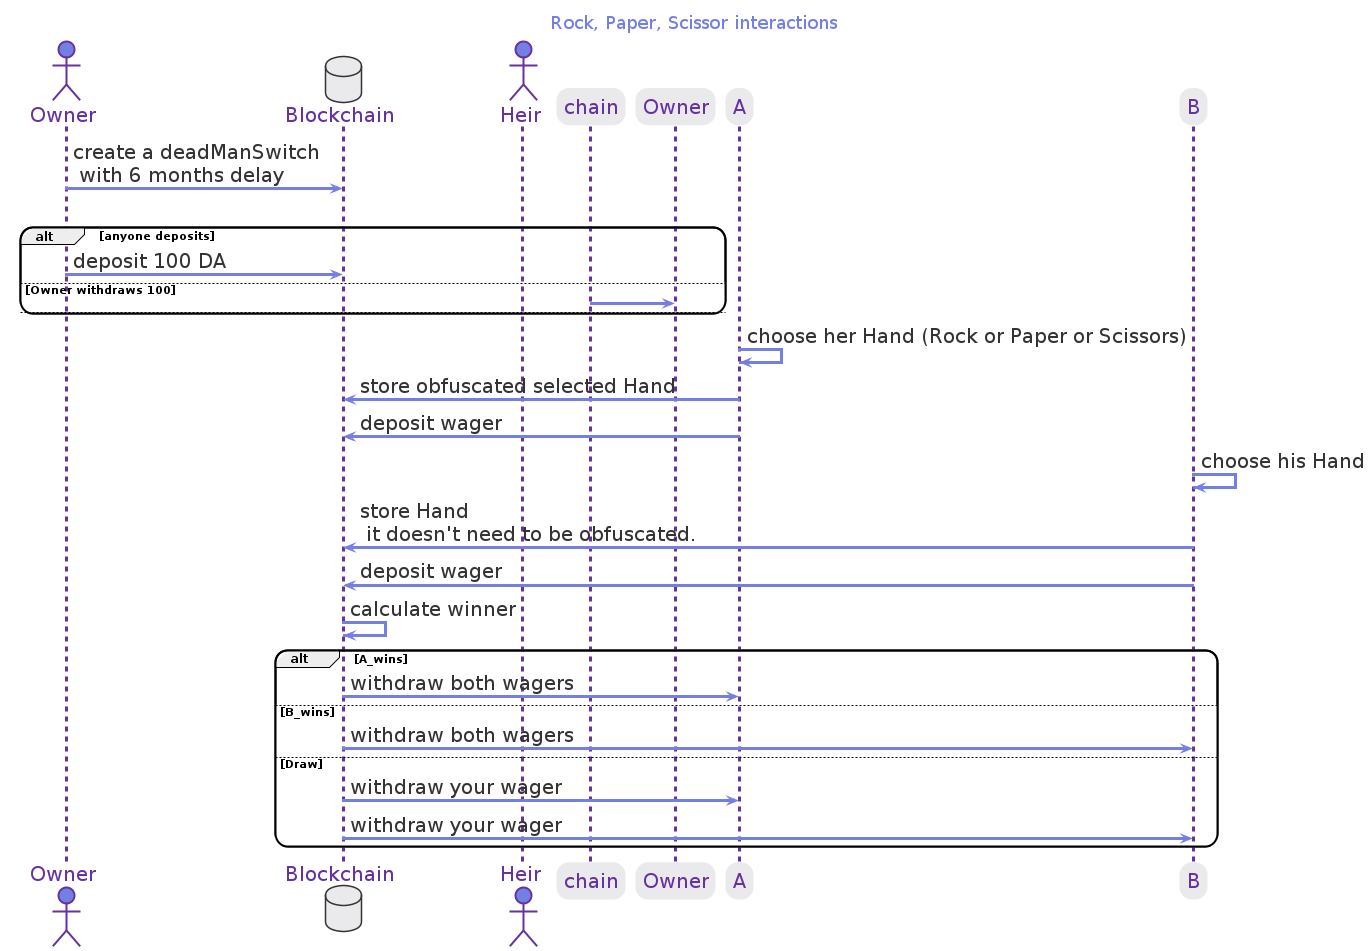 Rock, Paper, Scissor interactions
Owner
Blockchain
Heir
chain
Owner
A
B
create a deadManSwitch
with 6 months delay
alt
[anyone deposits]
deposit 100 DA
[Owner withdraws 100]
choose her Hand (Rock or Paper or Scissors)
store obfuscated selected Hand
deposit wager
choose his Hand
store Hand
it doesn't need to be obfuscated.
deposit wager
calculate winner
alt
[A_wins]
withdraw both wagers
[B_wins]
withdraw both wagers
[Draw]
withdraw your wager
withdraw your wager
Owner
Blockchain
Heir
chain
Owner
A
B